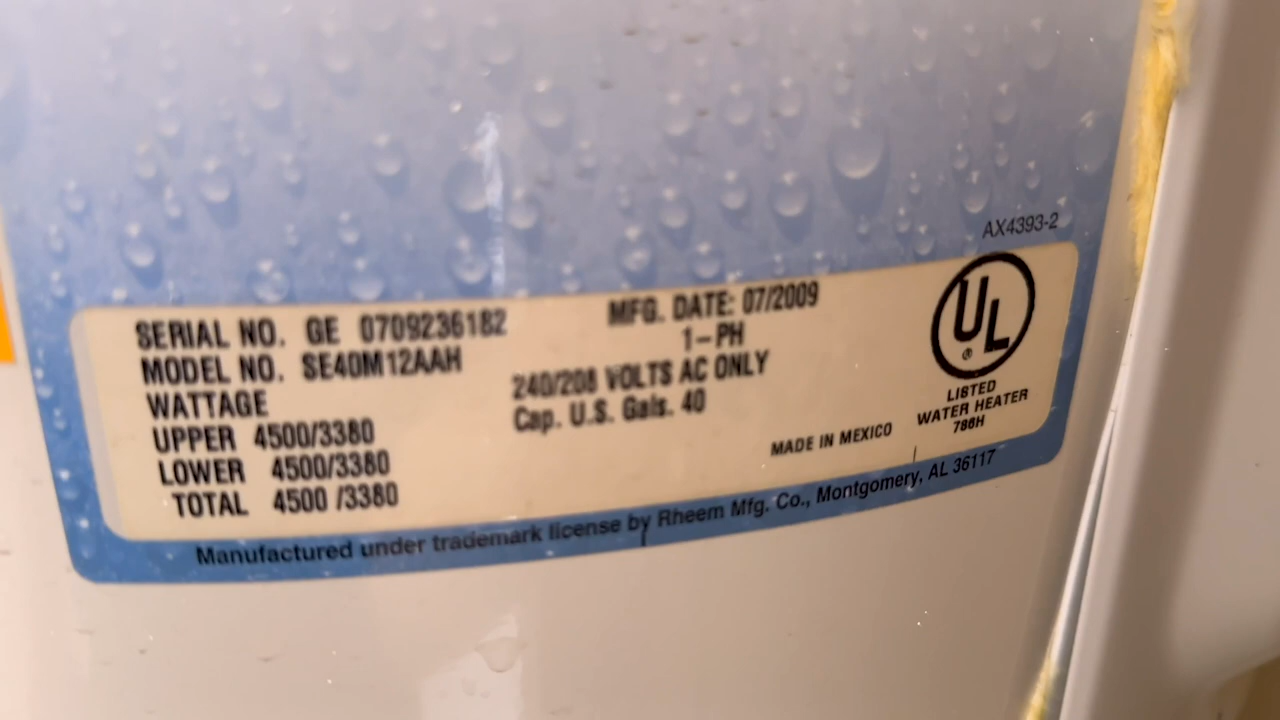 AX4393-2
SERIAL NO. GE 0709236182
MFG. DATE: 07/2009
MODEL NO. SE40M12AAH
1-PH
WATTAGE
240/208 VOLTS AC ONLY
UPPER 4500/3380
Cap. U.S. Gals. 40
LOWER 4500/3380
TOTAL 4500/3380
UL
®
LISTED
WATER HEATER
786H
MADE IN MEXICO
Manufactured under trademark license by Rheem Mfg. Co., Montgomery, AL 36117